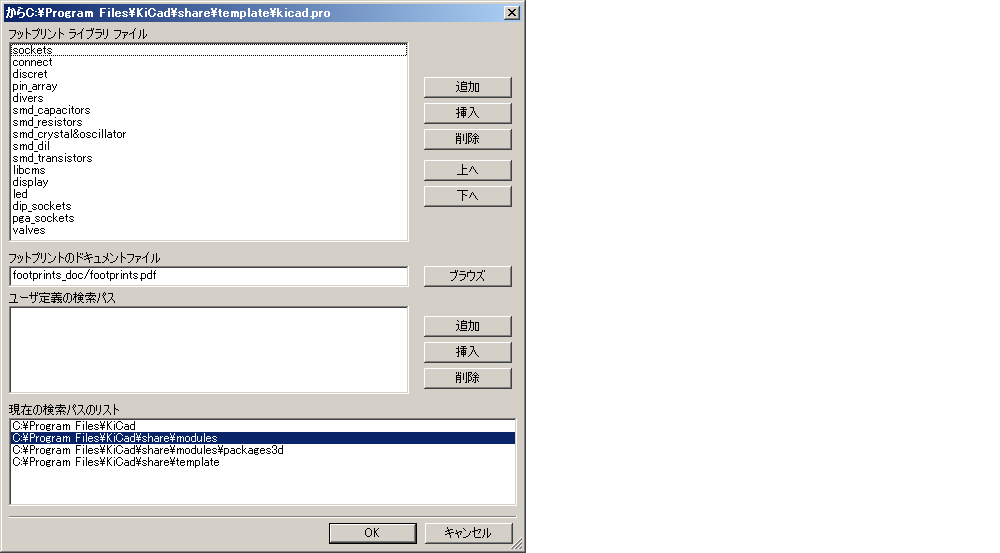 からC:¥Program Files¥KiCad¥share¥template¥kicad.pro
フットプリント ライブラリ ファイル
sockets
connect
discret
pin_array
divers
smd_capacitors
smd_resistors
smd_crystal&oscillator
smd_dil
smd_transistors
libcms
display
led
dip_sockets
pga_sockets
valves
追加
挿入
削除
上へ
下へ
フットプリントのドキュメントファイル
footprints_doc/footprints.pdf
ブラウズ
ユーザ定義の検索パス
追加
挿入
削除
現在の検索パスのリスト
C:¥Program Files¥KiCad
C:¥Program Files¥KiCad¥share¥modules
C:¥Program Files¥KiCad¥share¥modules¥packages3d
C:¥Program Files¥KiCad¥share¥template
OK
キャンセル